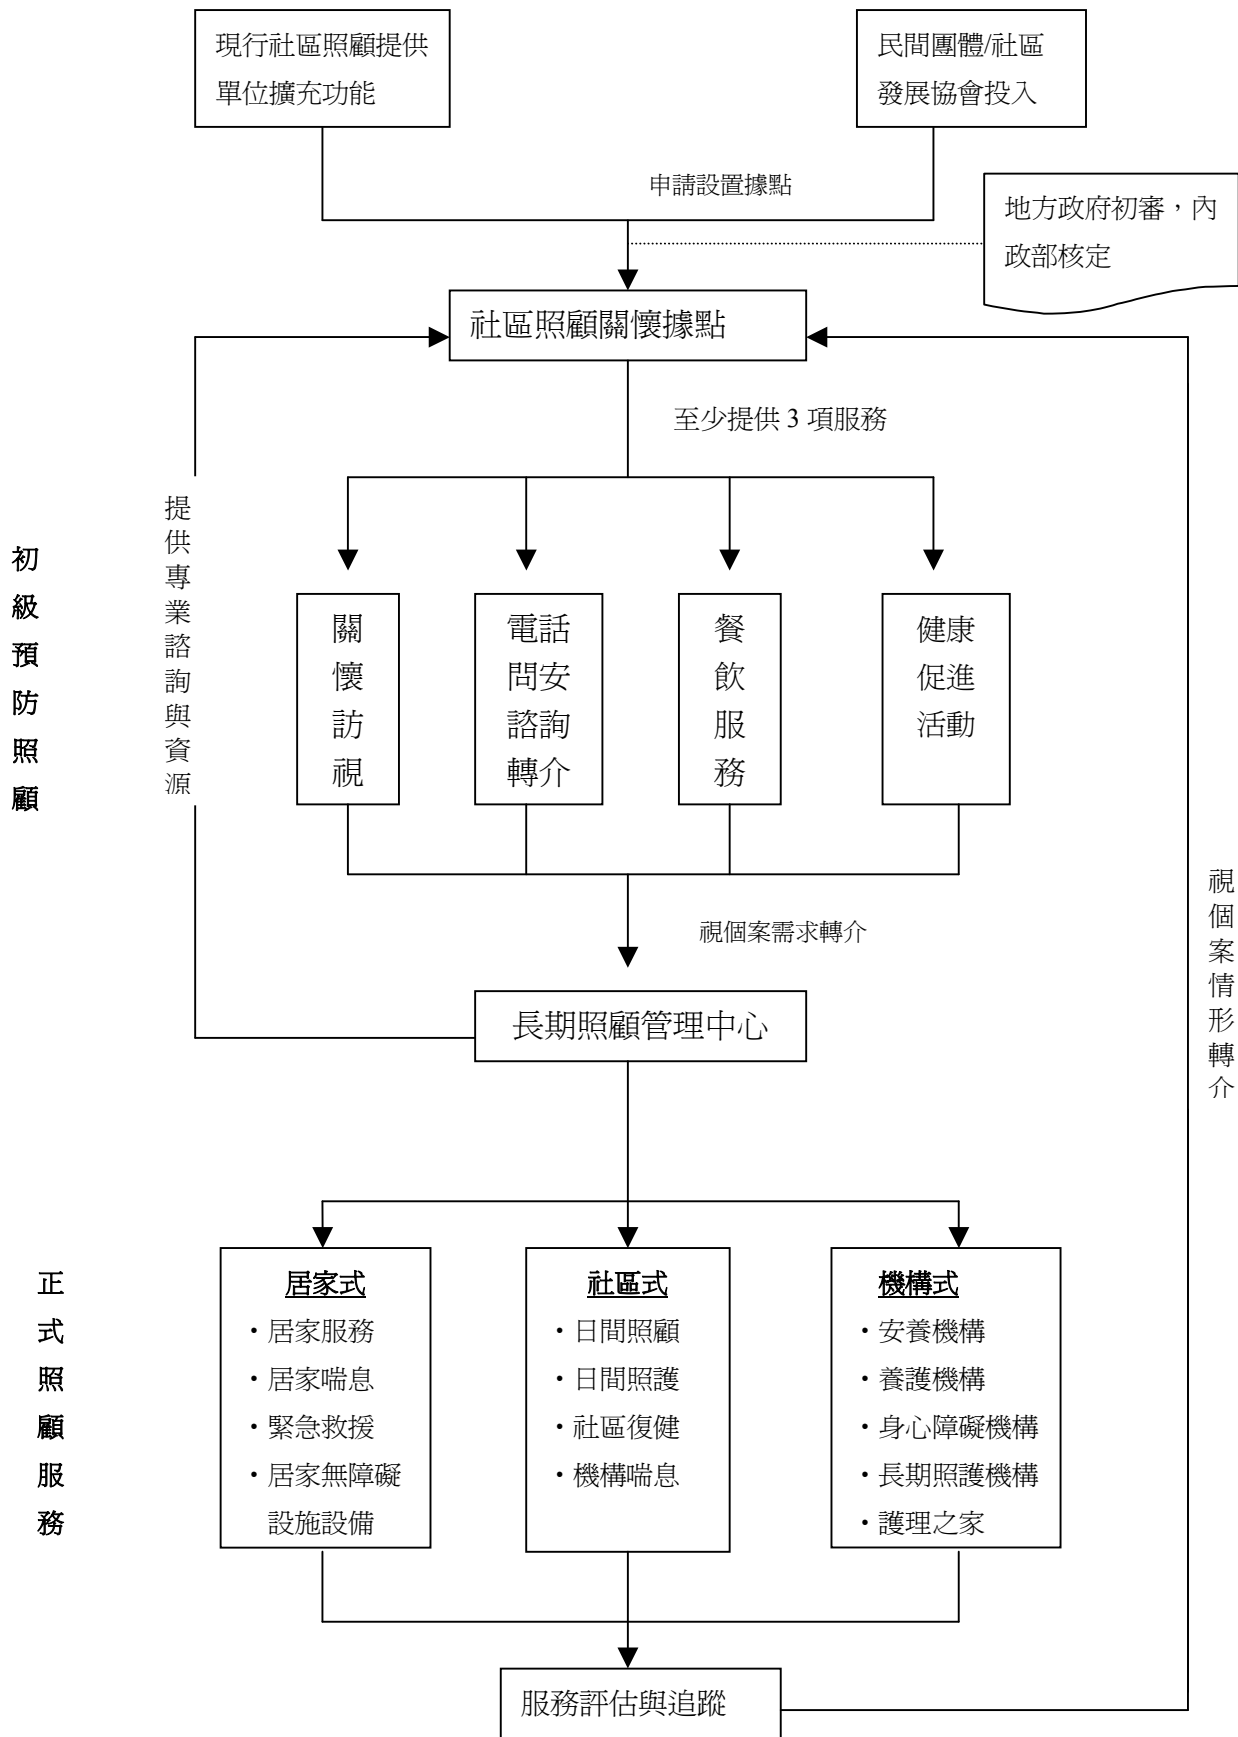 現行社區照顧提供
單位擴充功能
民間團體/社區
發展協會投入
申請設置據點
地方政府初審，內
政部核定
社區照顧關懷據點
至少提供 3 項服務
初級預防照顧
提供專業諮詢與資源
關懷訪視
電話
問安
諮詢
轉介
餐飲服務
健康
促進
活動
視個案需求轉介
長期照顧管理中心
視個案情形轉介
正式照顧服務
居家式
・居家服務
・居家喘息
・緊急救援
・居家無障礙
設施設備
社區式
・日間照顧
・日間照護
・社區復健
・機構喘息
機構式
・安養機構
・養護機構
・身心障礙機構
・長期照護機構
・護理之家
服務評估與追蹤